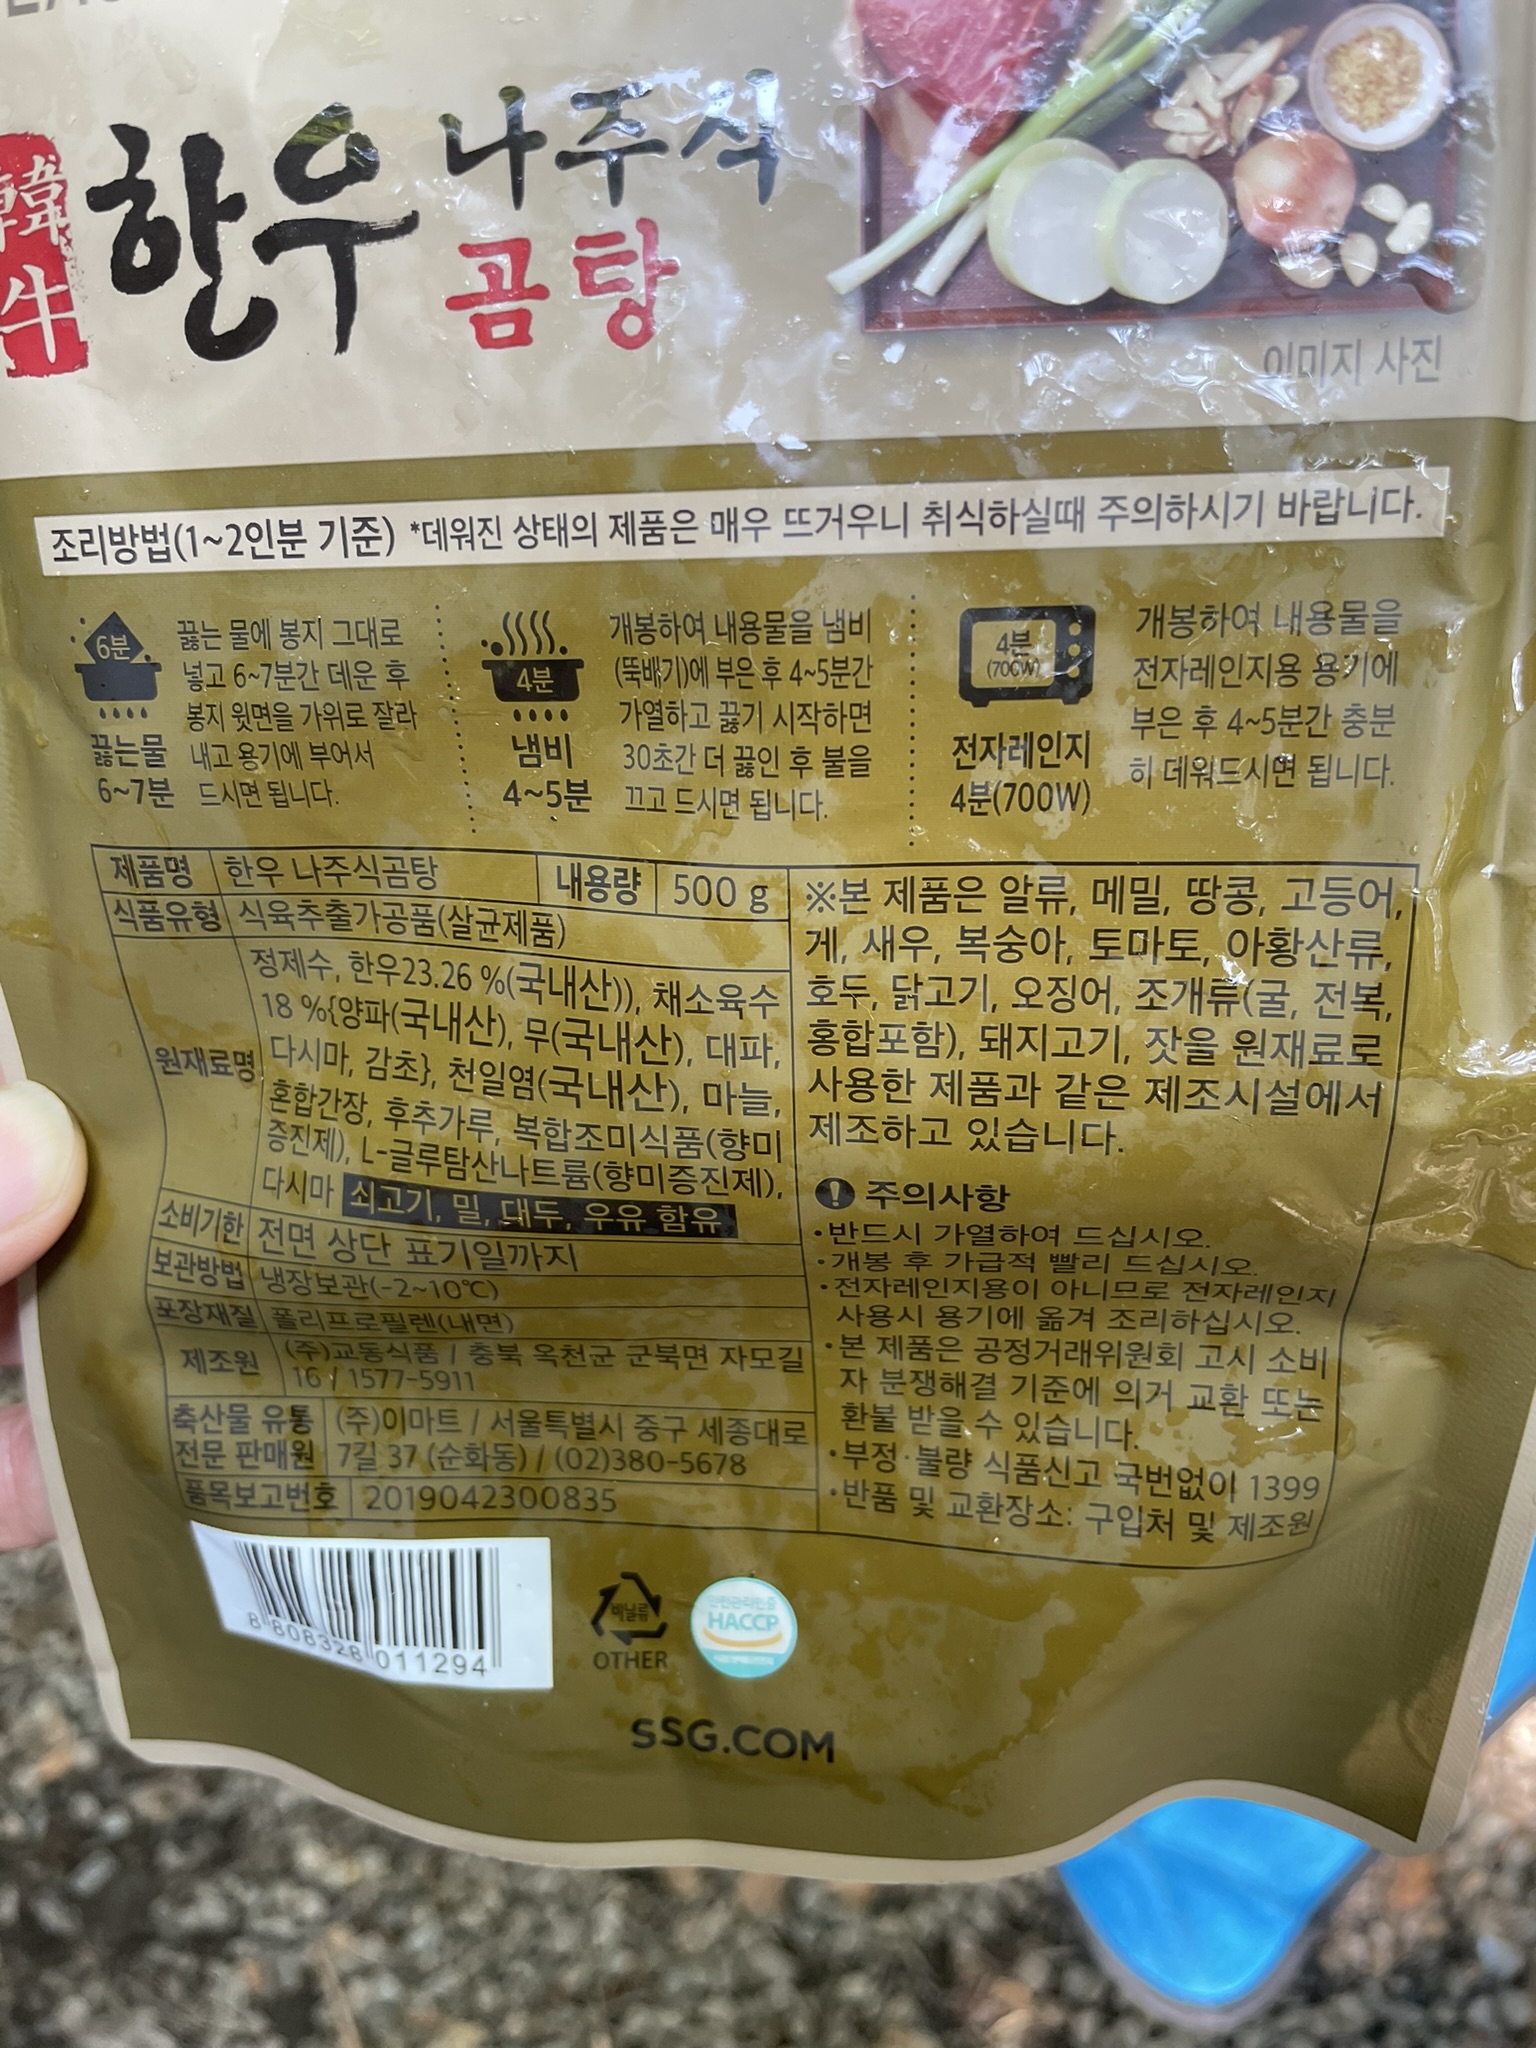 韓牛
한우 나주식
곰탕
이미지 사진
조리방법(1~2인분 기준) *데워진 상태의 제품은 매우 뜨거우니 취식하실때 주의하시기 바랍니다.
6분
끓는물
6~7분
끓는 물에 봉지 그대로
넣고 6~7분간 데운 후
봉지 윗면을 가위로 잘라
내고 용기에 부어서
드시면 됩니다.
4분
냄비
4~5분
개봉하여 내용물을 냄비
(뚝배기)에 부은 후 4~5분간
가열하고 끓기 시작하면
30초간 더 끓인 후 불을
끄고 드시면 됩니다.
4분
(700W)
전자레인지
4분(700W)
개봉하여 내용물을
전자레인지용 용기에
부은 후 4~5분간 충분
히 데워드시면 됩니다.
제품명 한우 나주식곰탕 내용량 500 g
식품유형 식육추출가공품(살균제품)
원재료명
정제수, 한우23.26 %(국내산)), 채소육수
18 %{양파(국내산), 무(국내산), 대파,
다시마, 감초}, 천일염(국내산), 마늘,
혼합간장, 후추가루, 복합조미식품(향미
증진제), L-글루탐산나트륨(향미증진제),
다시마 쇠고기, 밀, 대두, 우유 함유
소비기한 전면 상단 표기일까지
보관방법 냉장보관(-2~10℃)
포장재질 폴리프로필렌(내면)
제조원 (주)교동식품 / 충북 옥천군 군북면 자모길
16 / 1577-5911
축산물 유통 (주)이마트 / 서울특별시 중구 세종대로
전문 판매원 7길 37 (순화동) / (02)380-5678
품목보고번호 2019042300835
※본 제품은 알류, 메밀, 땅콩, 고등어,
게, 새우, 복숭아, 토마토, 아황산류,
호두, 닭고기, 오징어, 조개류(굴, 전복,
홍합포함), 돼지고기, 잣을 원재료로
사용한 제품과 같은 제조시설에서
제조하고 있습니다.
! 주의사항
•반드시 가열하여 드십시오.
•개봉 후 가급적 빨리 드십시오.
•전자레인지용이 아니므로 전자레인지
사용시 용기에 옮겨 조리하십시오.
•본 제품은 공정거래위원회 고시 소비
자 분쟁해결 기준에 의거 교환 또는
환불 받을 수 있습니다.
•부정·불량 식품신고 국번없이 1399
•반품 및 교환장소: 구입처 및 제조원
8 808328 011294
비닐류
OTHER
HACCP
SSG.COM